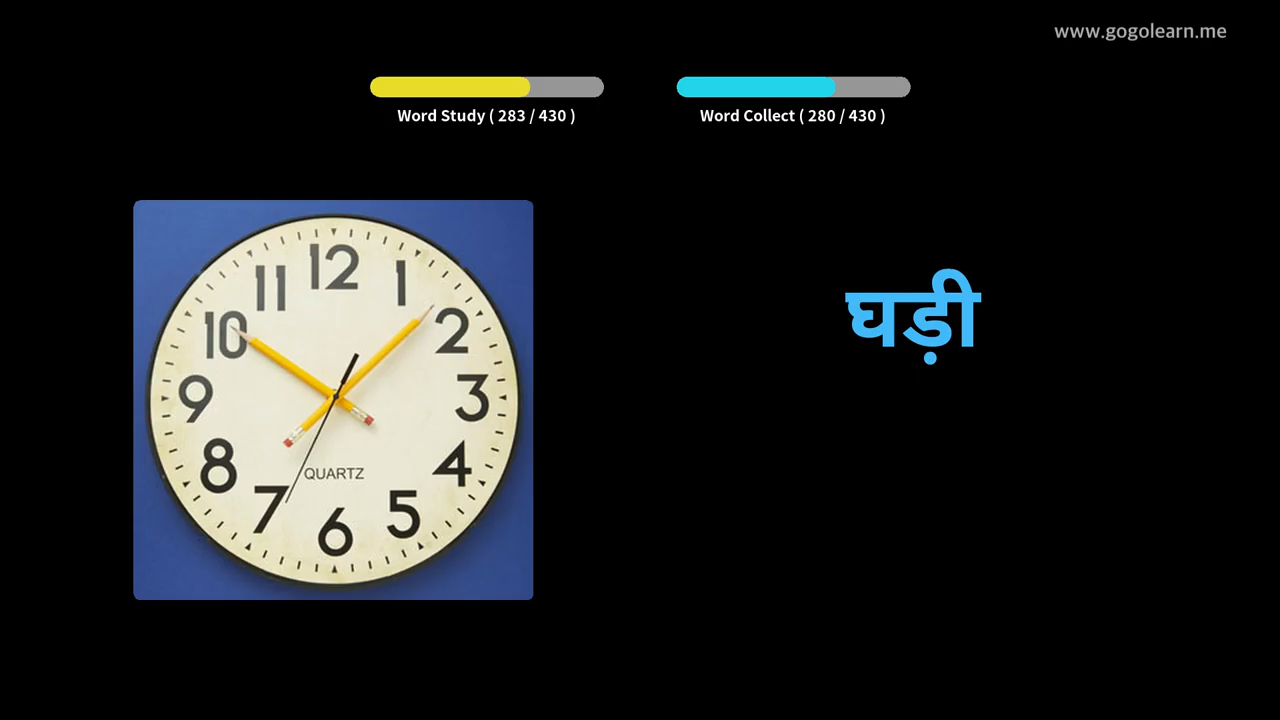 www.gogolearn.me
Word Study ( 283 / 430 )
Word Collect ( 280 / 430 )
12
11
1
10
2
9
3
8
4
QUARTZ
7
5
6
घड़ी